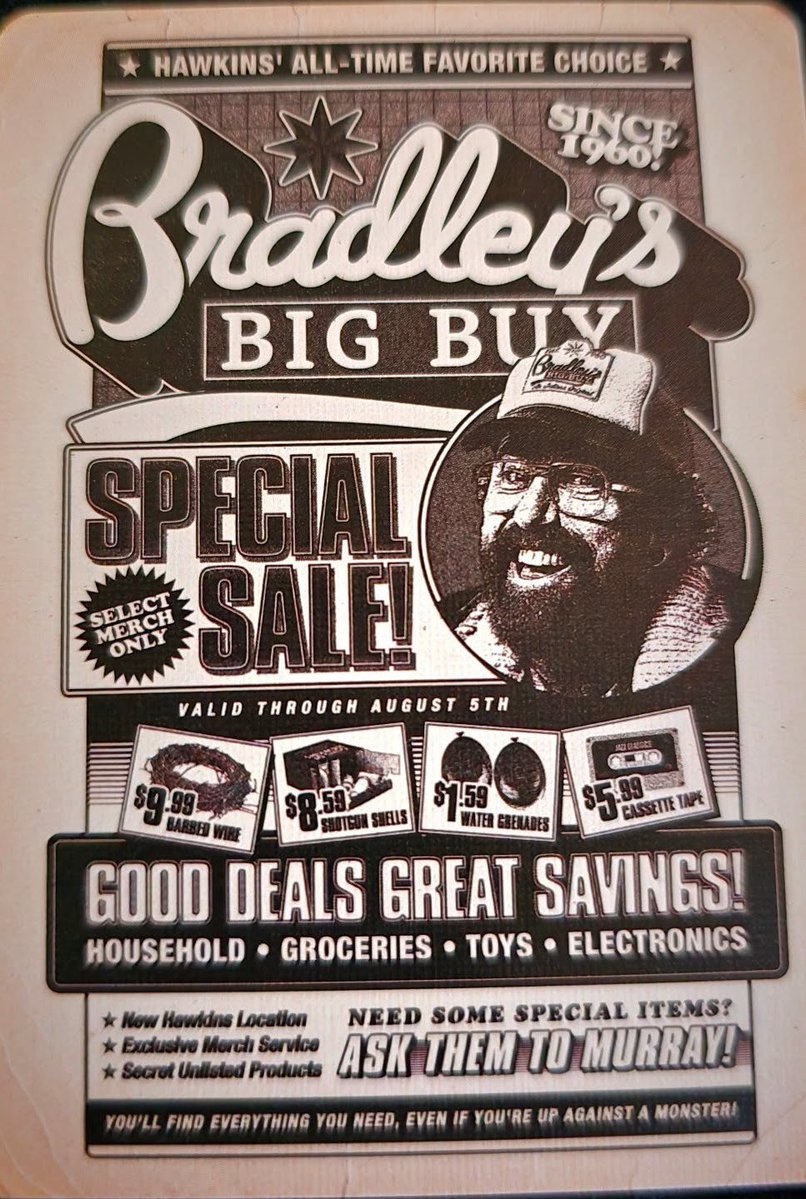 ★ HAWKINS' ALL-TIME FAVORITE CHOICE ★
SINCE
1960!
Bradley's
BIG BUY
Bradley's
SPECIAL
SALE!
SELECT
MERCH
ONLY
VALID THROUGH AUGUST 5TH
$9.99
BARBED WIRE
$8.59
SHOTGUN SHELLS
$1.59
WATER GRENADES
JAZZ CLASSICS
$5.99
CASSETTE TAPE
GOOD DEALS GREAT SAVINGS!
HOUSEHOLD • GROCERIES • TOYS • ELECTRONICS
★ New Hawkins Location
★ Exclusive Merch Service
★ Secret Unlisted Products
NEED SOME SPECIAL ITEMS?
ASK THEM TO MURRAY!
YOU'LL FIND EVERYTHING YOU NEED, EVEN IF YOU'RE UP AGAINST A MONSTER!